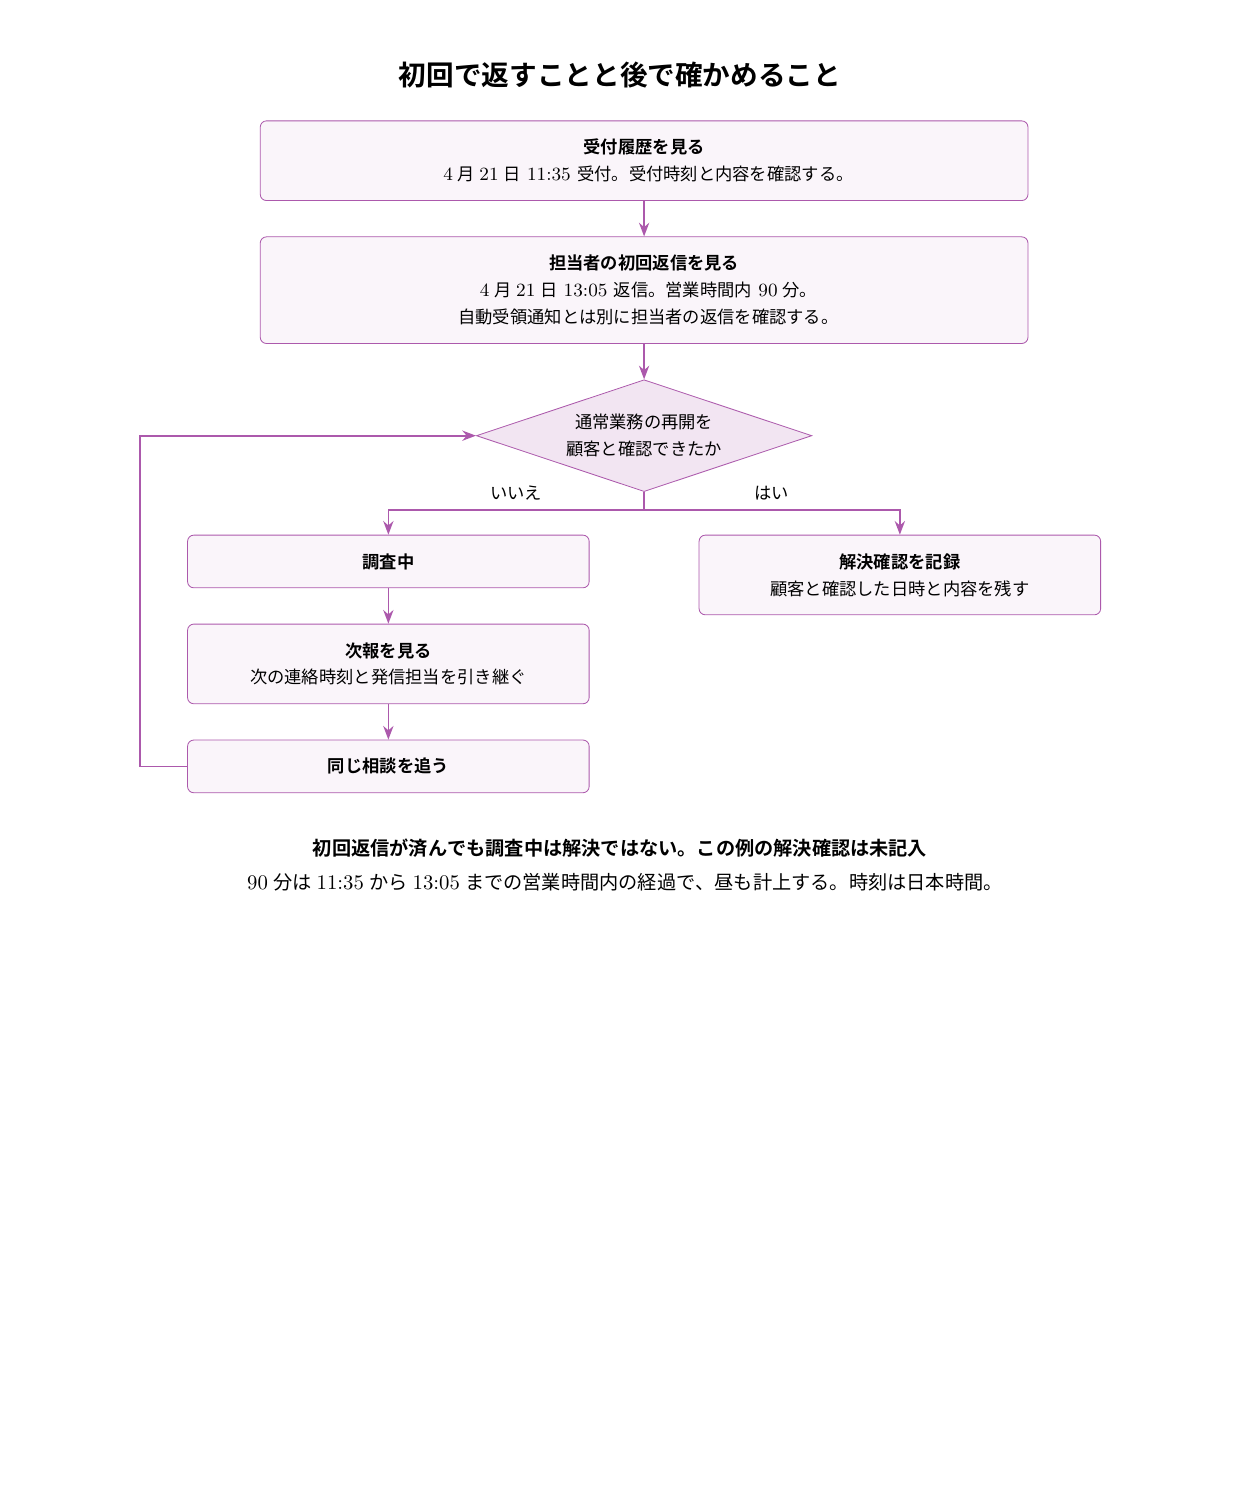 初回で返すことと後で確かめること
受付履歴を見る
4 月 21 日 11:35 受付。受付時刻と内容を確認する。
担当者の初回返信を見る
4 月 21 日 13:05 返信。営業時間内 90 分。
自動受領通知とは別に担当者の返信を確認する。
通常業務の再開を
顧客と確認できたか
いいえ
はい
調査中
解決確認を記録
顧客と確認した日時と内容を残す
次報を見る
次の連絡時刻と発信担当を引き継ぐ
同じ相談を追う
初回返信が済んでも調査中は解決ではない。この例の解決確認は未記入
90 分は 11:35 から 13:05 までの営業時間内の経過で、昼も計上する。時刻は日本時間。